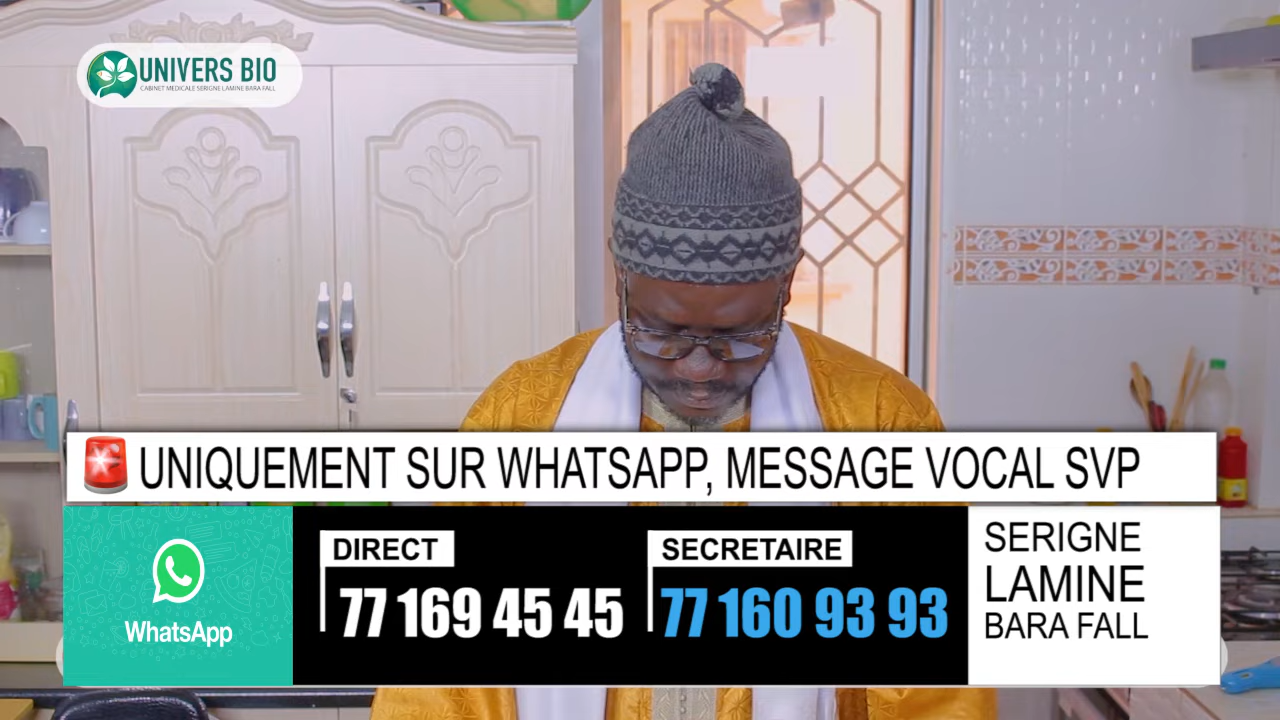 UNIVERS BIO
CABINET MEDICALE SERIGNE LAMINE BARA FALL
UNIQUEMENT SUR WHATSAPP, MESSAGE VOCAL SVP
WhatsApp
DIRECT
77 169 45 45
SECRETAIRE
77 160 93 93
SERIGNE
LAMINE
BARA FALL